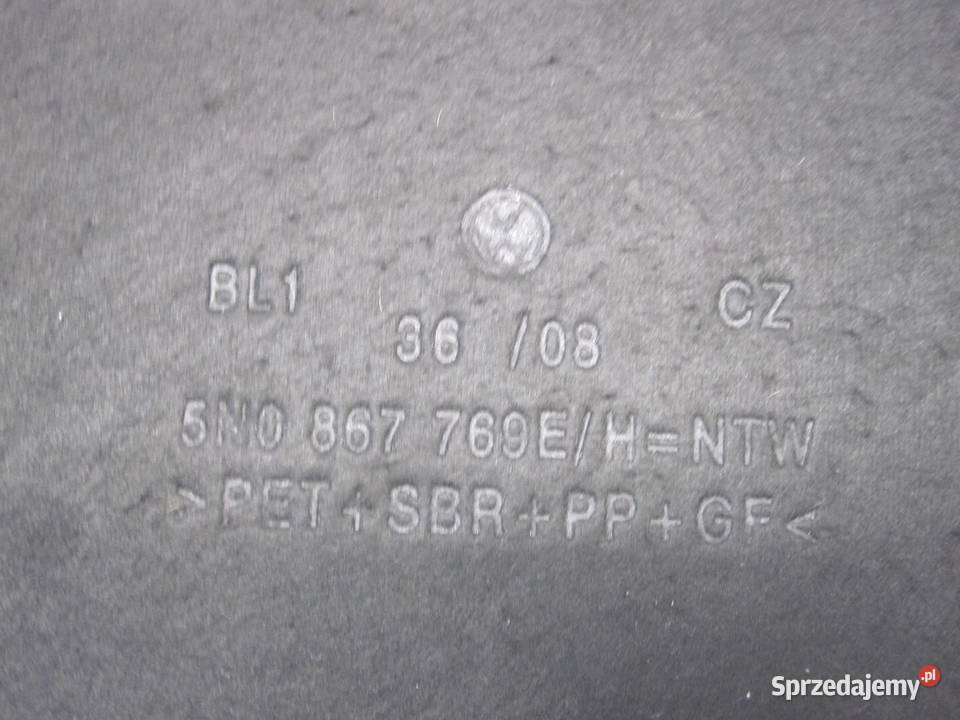 BL1
CZ
36 /08
5N0 867 769E/H=NTW
>PET+SBR+PP+GF<
Sprzedajemy.pl